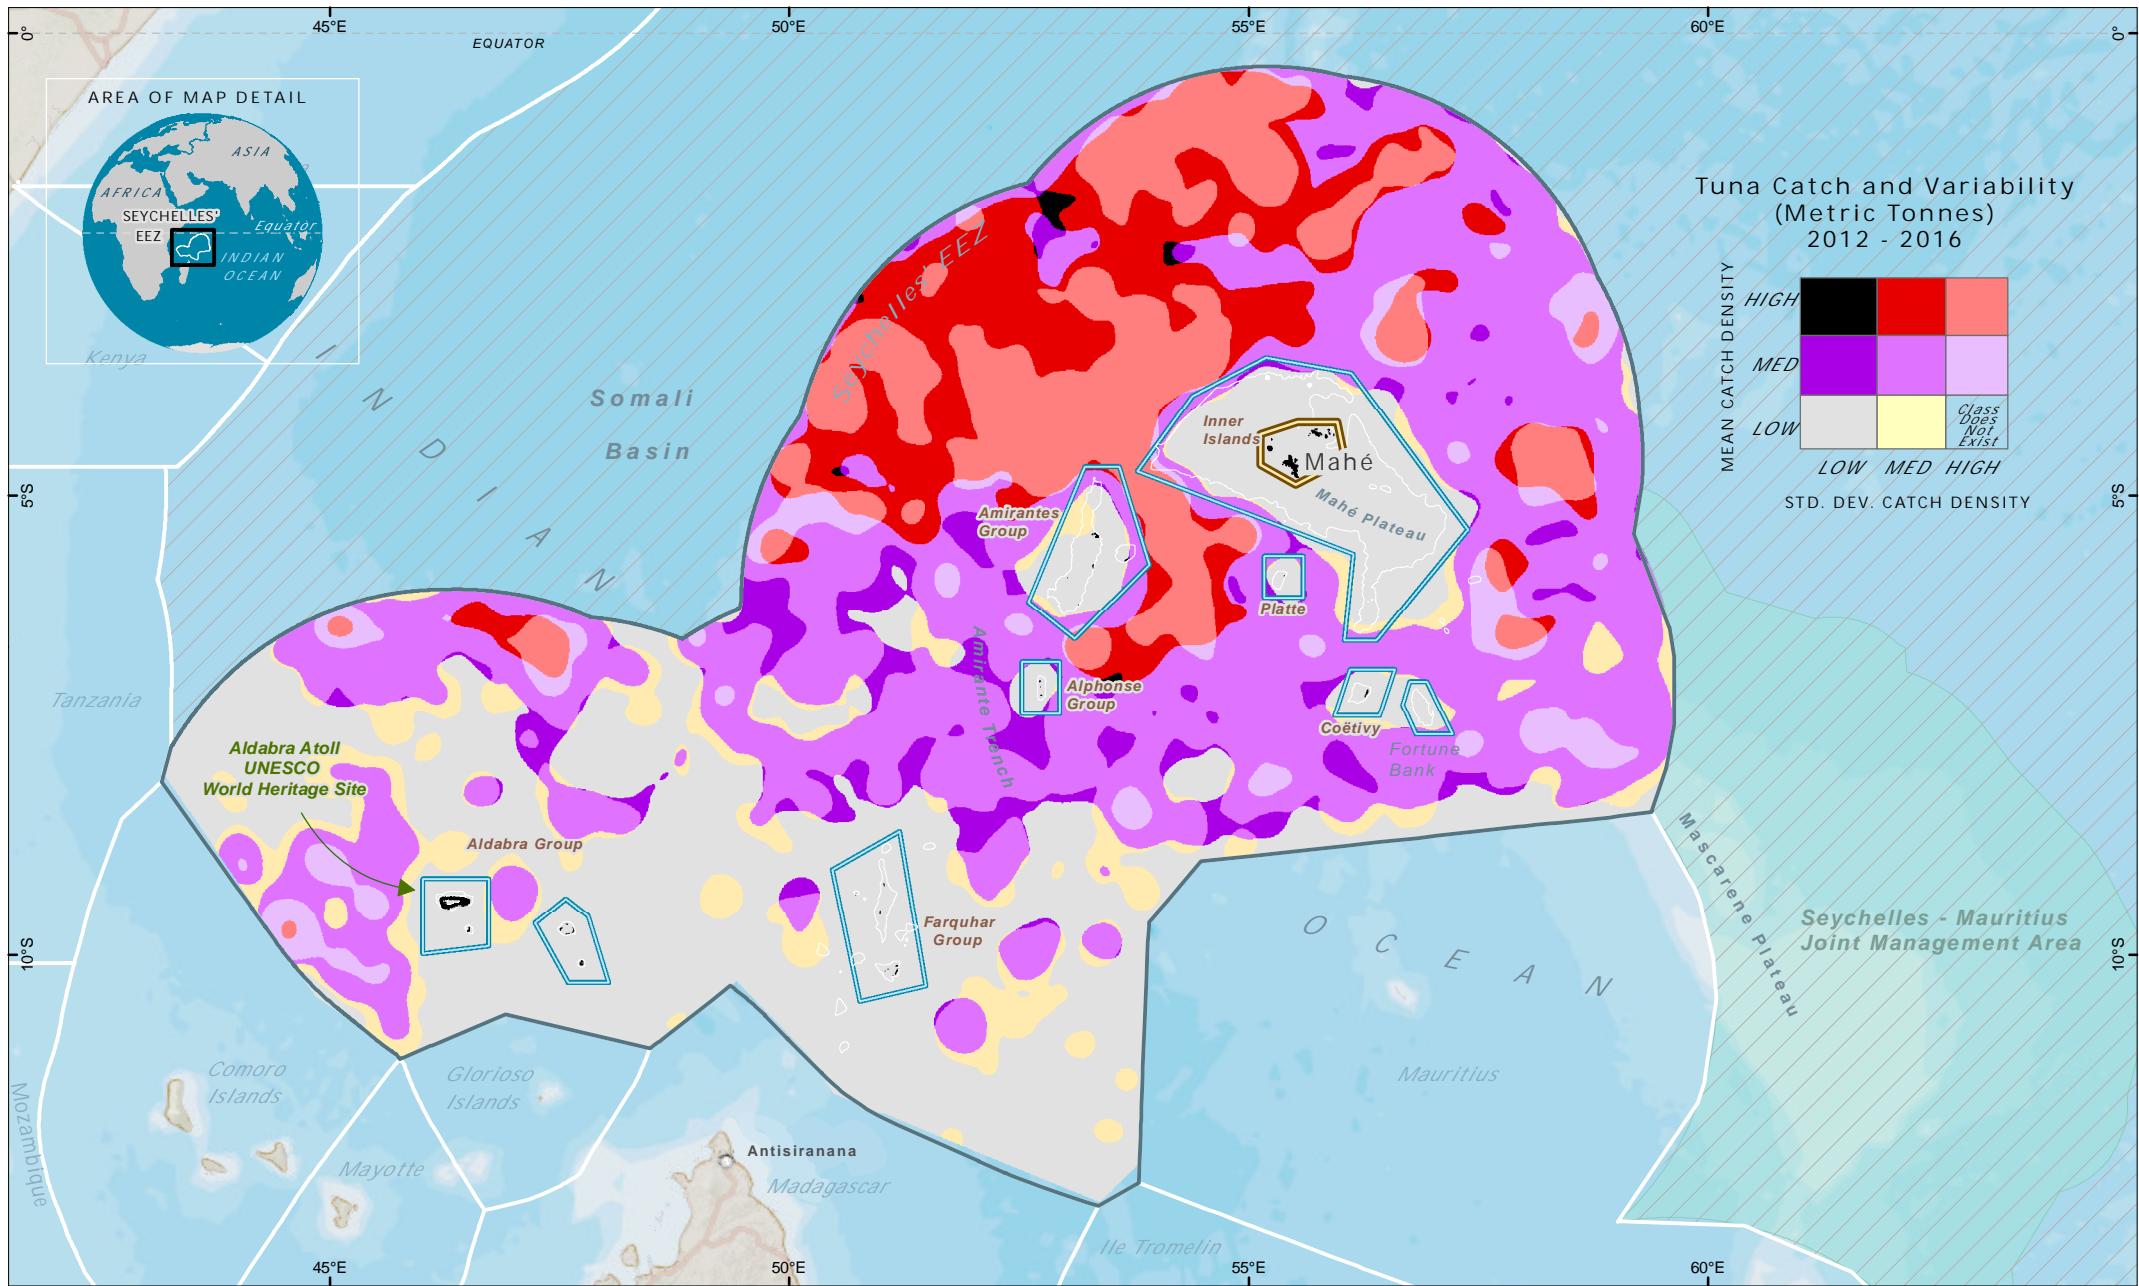 45°E
50°E
55°E
60°E
0°
0°
EQUATOR
AREA OF MAP DETAIL
ASIA
AFRICA
SEYCHELLES'
EEZ
Equator
INDIAN
OCEAN
Kenya
Tuna Catch and Variability
(Metric Tonnes)
2012 - 2016
MEAN CATCH DENSITY
HIGH
MED
LOW
Class
Does
Not
Exist
LOW MED HIGH
STD. DEV. CATCH DENSITY
Seychelles' EEZ
Somali
Basin
INDIAN
Inner
Islands
Mahé
Mahé Plateau
5°S
5°S
Amirantes
Group
Platte
Amirante Trench
Alphonse
Group
Coëtivy
Fortune
Bank
Tanzania
Aldabra Atoll
UNESCO
World Heritage Site
Aldabra Group
Farquhar
Group
OCEAN
Mascarene Plateau
Seychelles - Mauritius
Joint Management Area
10°S
10°S
Comoro
Islands
Glorioso
Islands
Mauritius
Mozambique
Mayotte
Antisiranana
Madagascar
Ile Tromelin
45°E
50°E
55°E
60°E